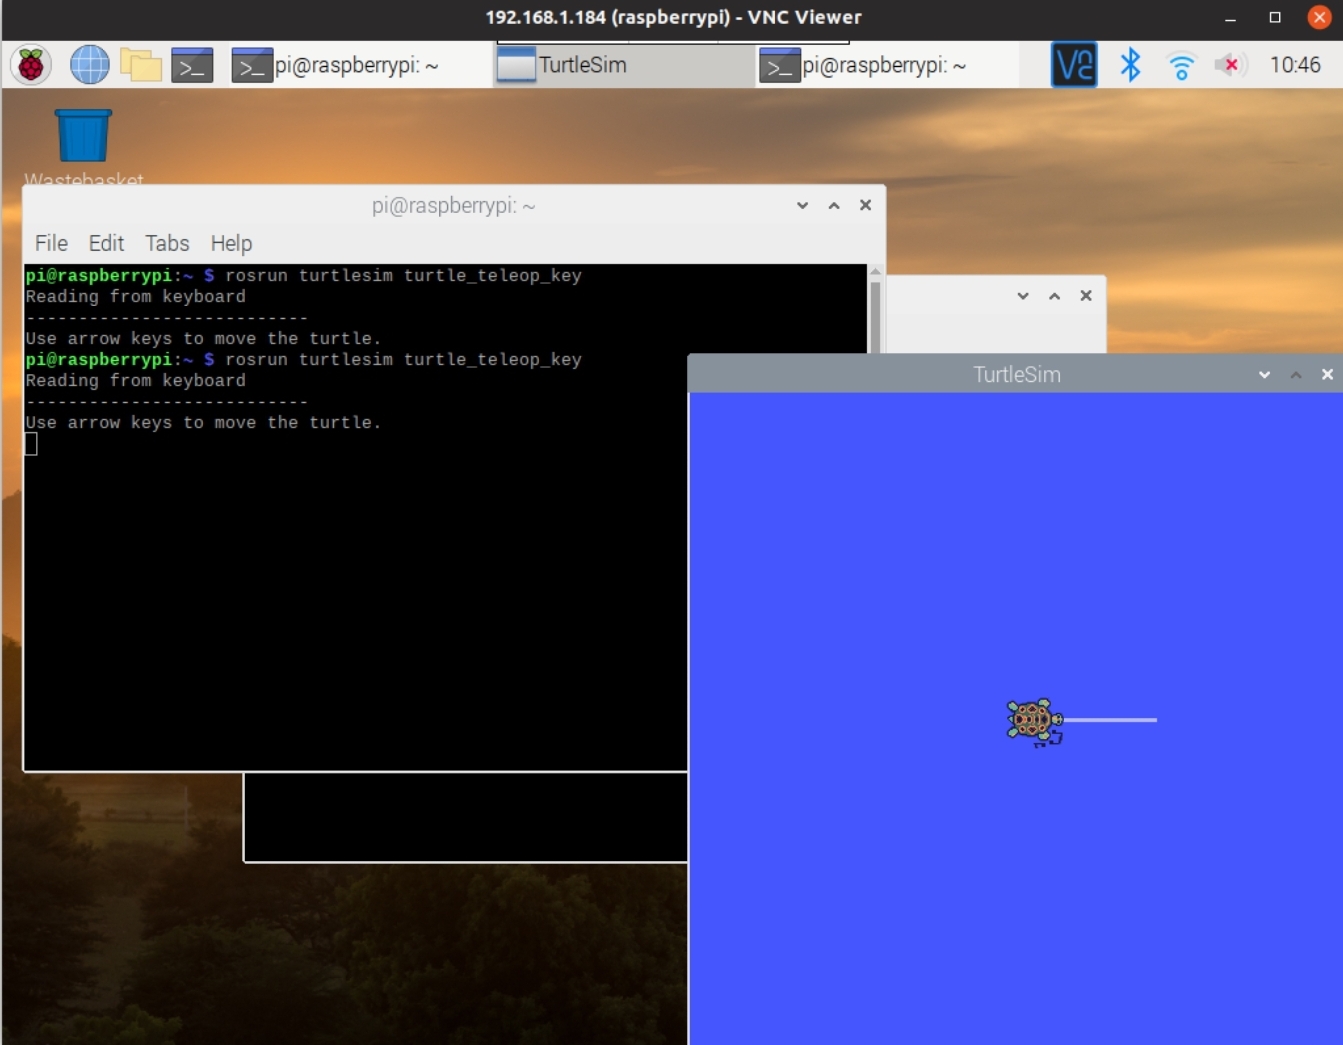 192.168.1.184 (raspberrypi) - VNC Viewer
pi@raspberrypi: ~
TurtleSim
pi@raspberrypi: ~
10:46
Wastebasket
pi@raspberrypi: ~
File Edit Tabs Help
pi@raspberrypi:~ $ rosrun turtlesim turtle_teleop_key
Reading from keyboard
---------------------------
Use arrow keys to move the turtle.
pi@raspberrypi:~ $ rosrun turtlesim turtle_teleop_key
Reading from keyboard
---------------------------
Use arrow keys to move the turtle.
TurtleSim